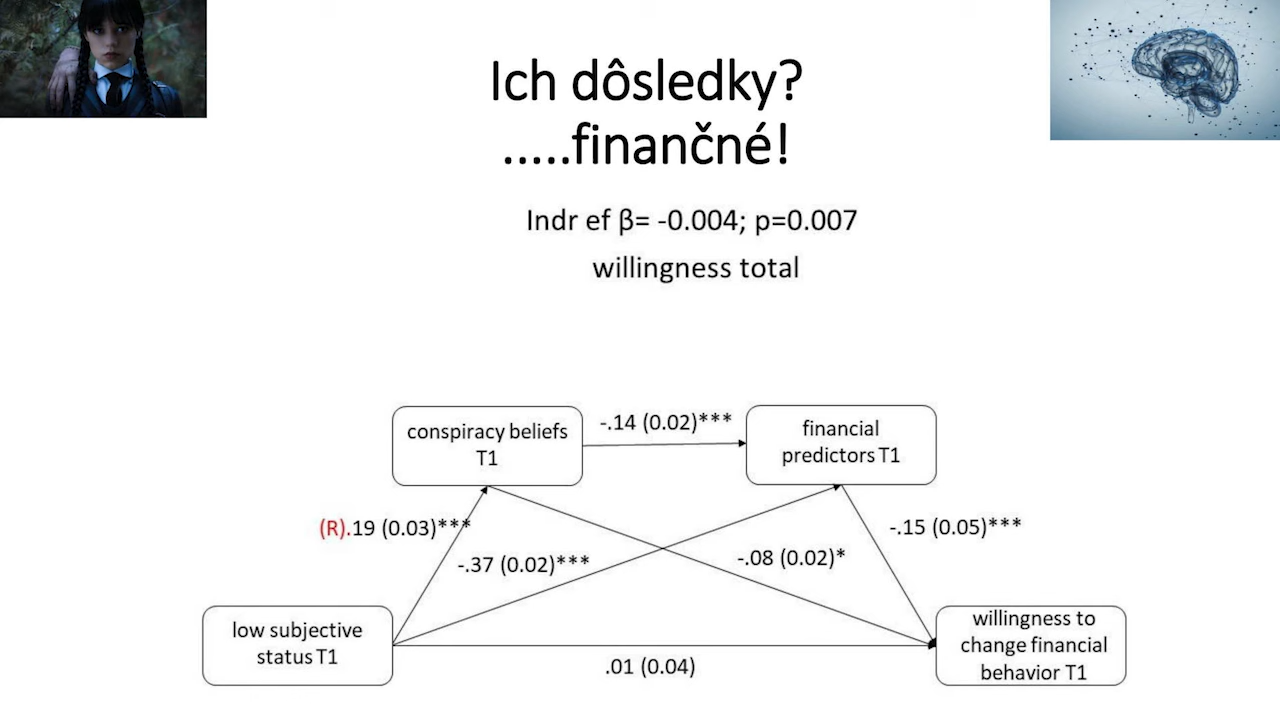 Ich dôsledky?
.....finančné!
Indr ef β= -0.004; p=0.007
willingness total
conspiracy beliefs
T1
-.14 (0.02)***
financial
predictors T1
(R).19 (0.03)***
-.37 (0.02)***
-.08 (0.02)*
-.15 (0.05)***
low subjective
status T1
.01 (0.04)
willingness to
change financial
behavior T1